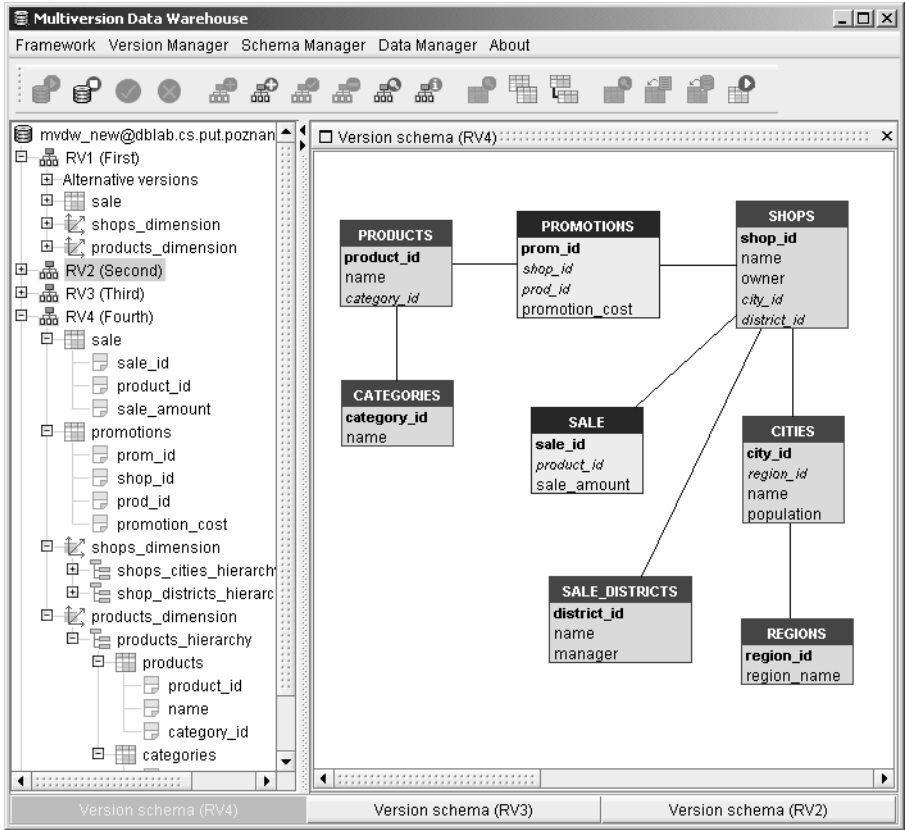 Multiversion Data Warehouse
Framework Version Manager Schema Manager Data Manager About
mvdw_new@dblab.cs.put.poznan
RV1 (First)
Alternative versions
sale
shops_dimension
products_dimension
RV2 (Second)
RV3 (Third)
RV4 (Fourth)
sale
sale_id
product_id
sale_amount
promotions
prom_id
shop_id
prod_id
promotion_cost
shops_dimension
shops_cities_hierarch
shop_districts_hierarc
products_dimension
products_hierarchy
products
product_id
name
category_id
categories
Version schema (RV4)
PRODUCTS
product_id
name
category_id
PROMOTIONS
prom_id
shop_id
prod_id
promotion_cost
SHOPS
shop_id
name
owner
city_id
district_id
CATEGORIES
category_id
name
SALE
sale_id
product_id
sale_amount
CITIES
city_id
region_id
name
population
SALE_DISTRICTS
district_id
name
manager
REGIONS
region_id
region_name
Version schema (RV4)
Version schema (RV3)
Version schema (RV2)